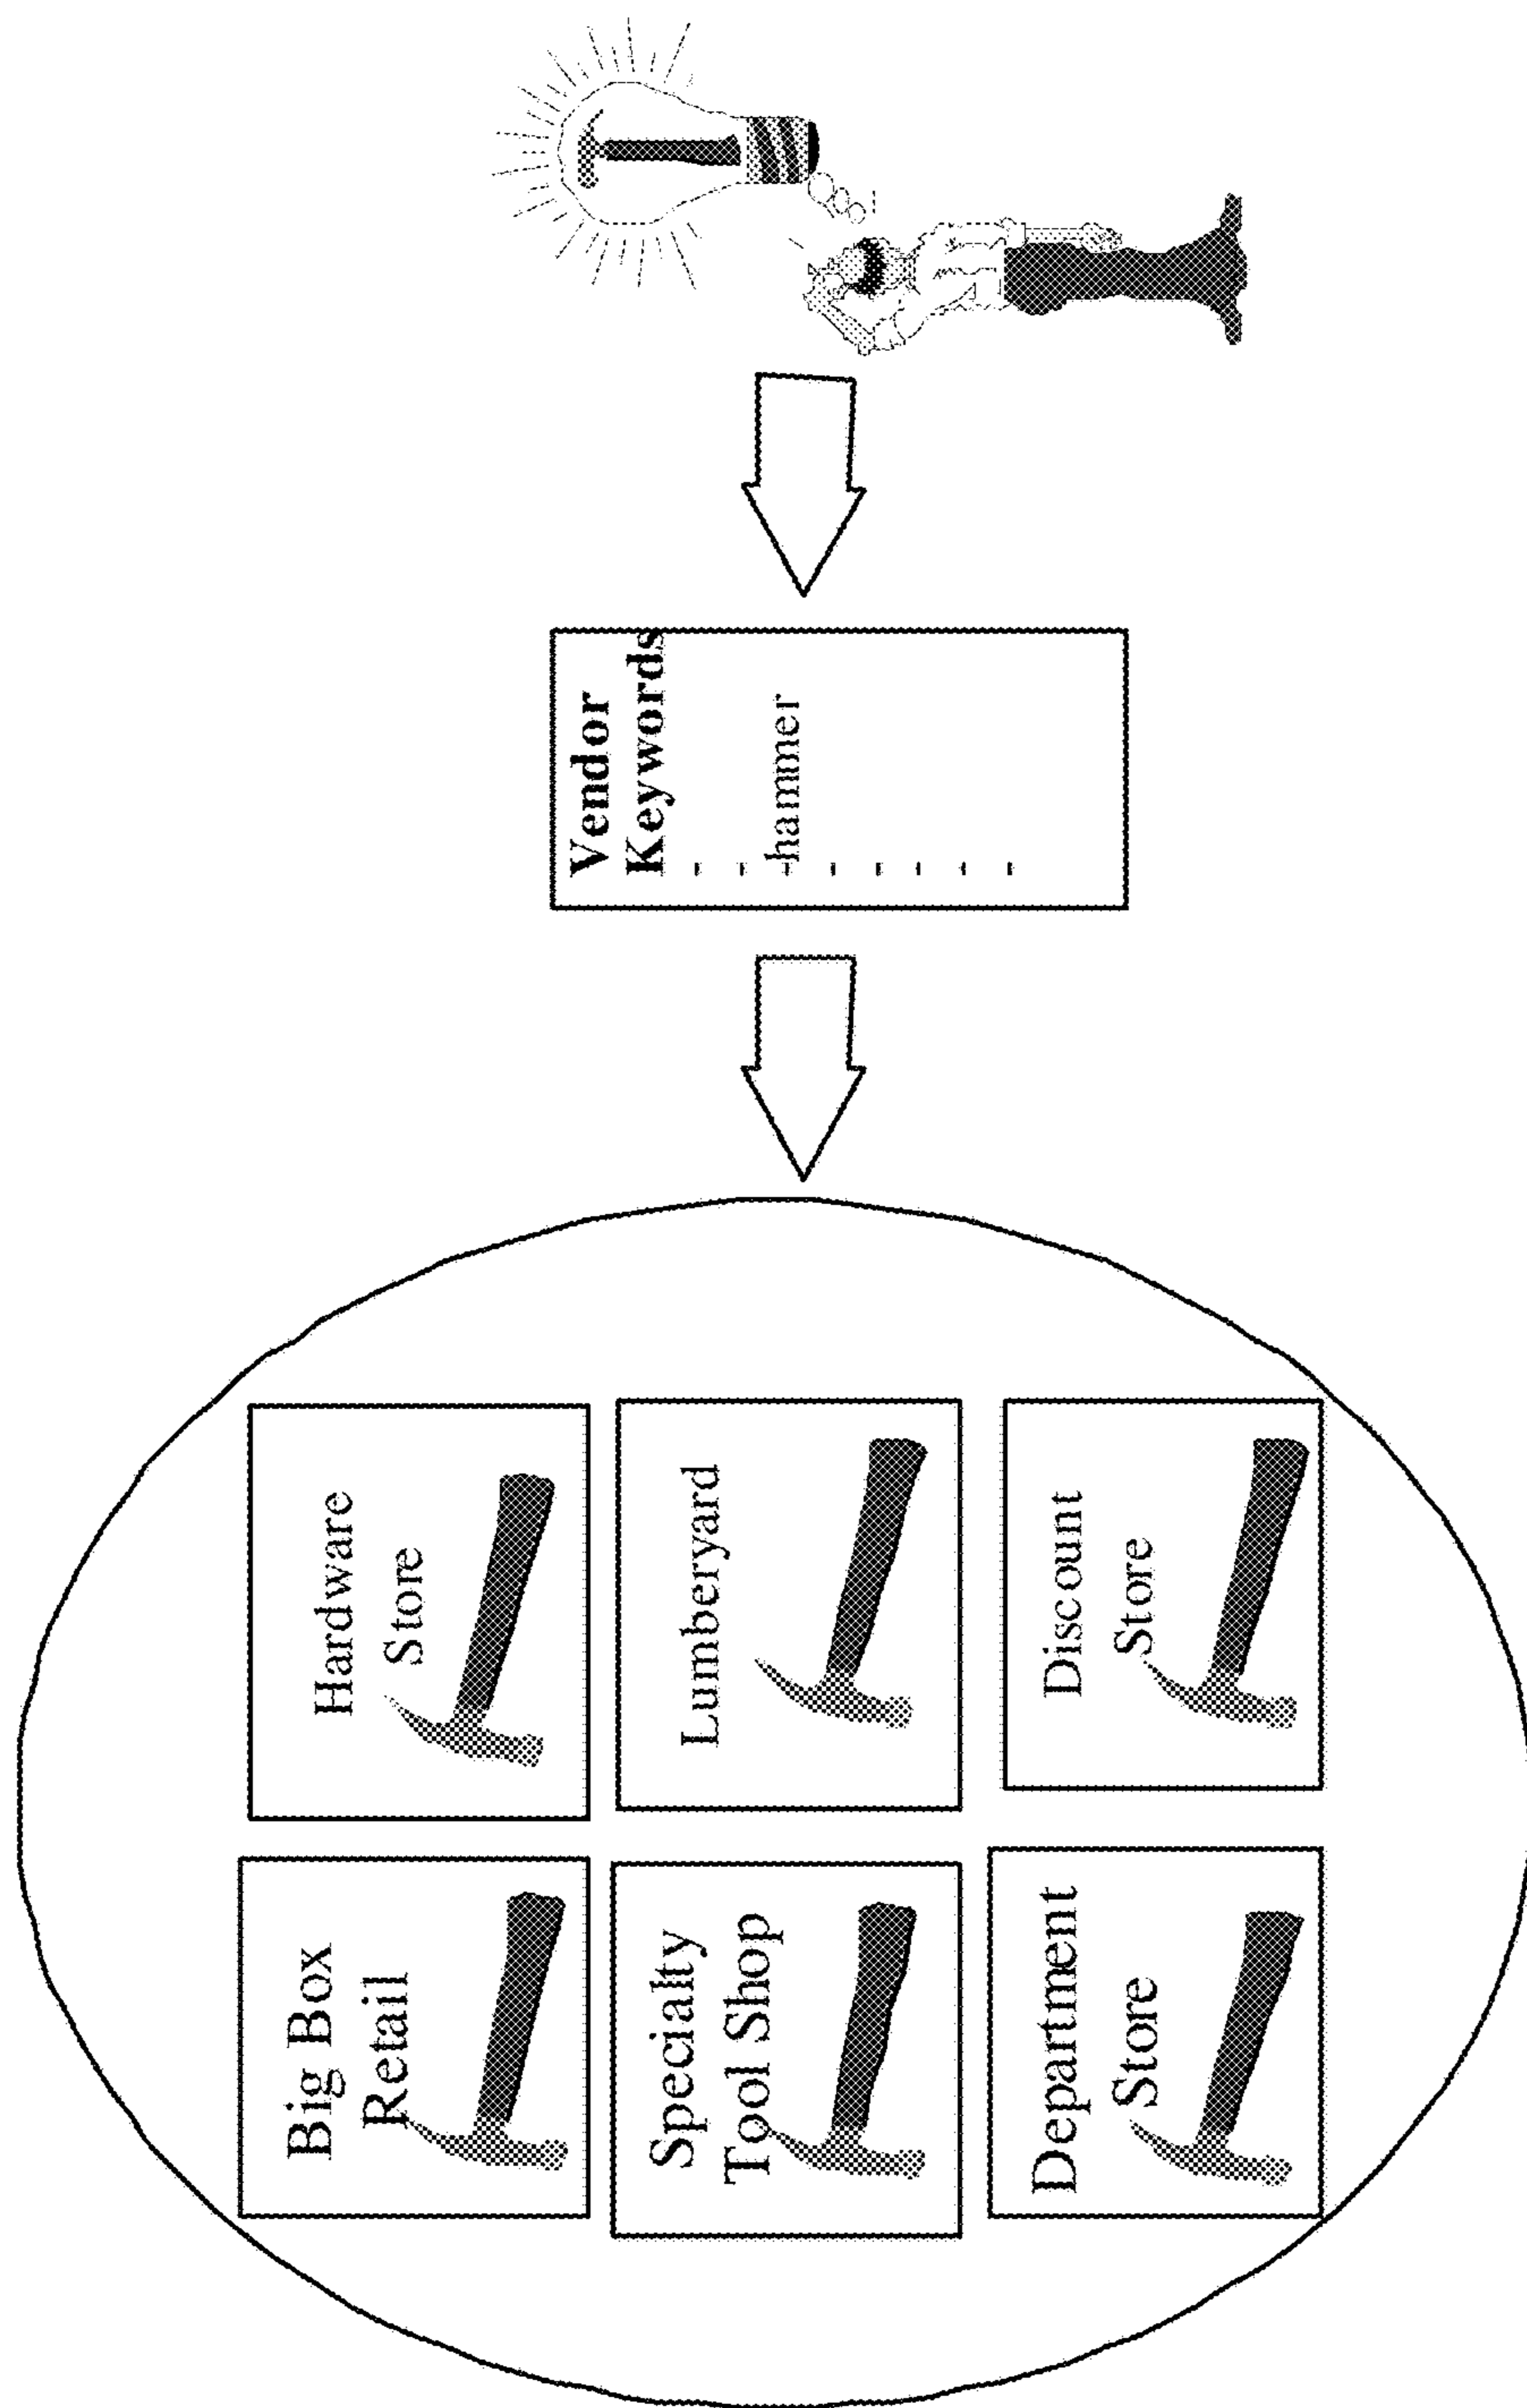 Big Box
Retail
Hardware
Store
Specialty
Tool Shop
Lumberyard
Department
Store
Discount
Store
Vendor
Keywords
-
-
-hammer
-
-
-
-
-